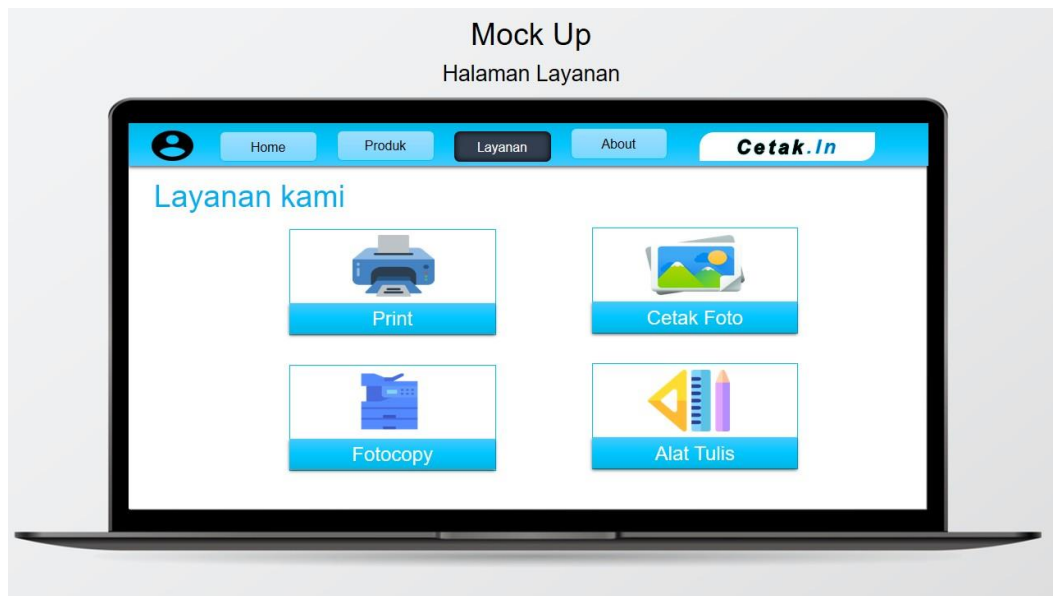 Mock Up
Halaman Layanan
Home
Produk
Layanan
About
Cetak.In
Layanan kami
Print
Cetak Foto
Fotocopy
Alat Tulis